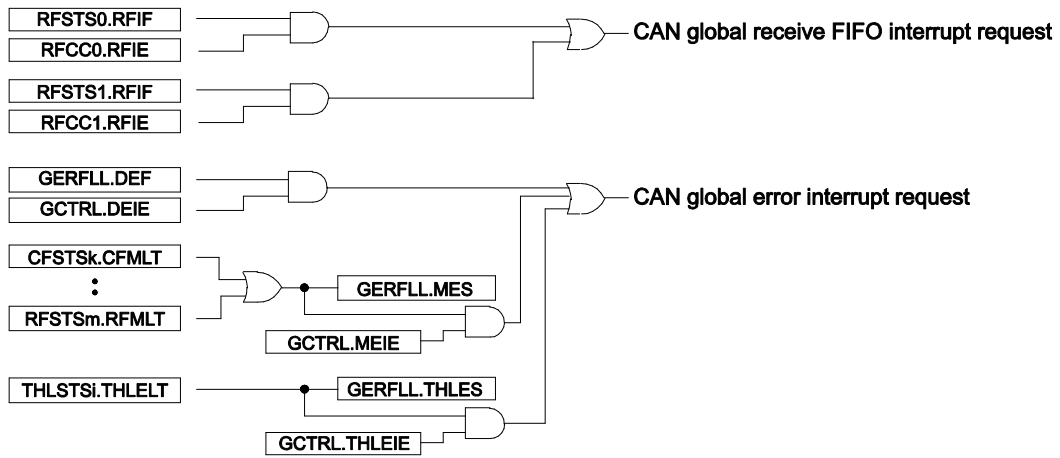 RFSTS0.RFIF
RFCC0.RFIE
CAN global receive FIFO interrupt request
RFSTS1.RFIF
RFCC1.RFIE
GERFLL.DEF
GCTRL.DEIE
CAN global error interrupt request
CFSTSk.CFMLT
GERFLL.MES
RFSTSm.RFMLT
GCTRL.MEIE
THLSTSi.THLELT
GERFLL.THLES
GCTRL.THLEIE